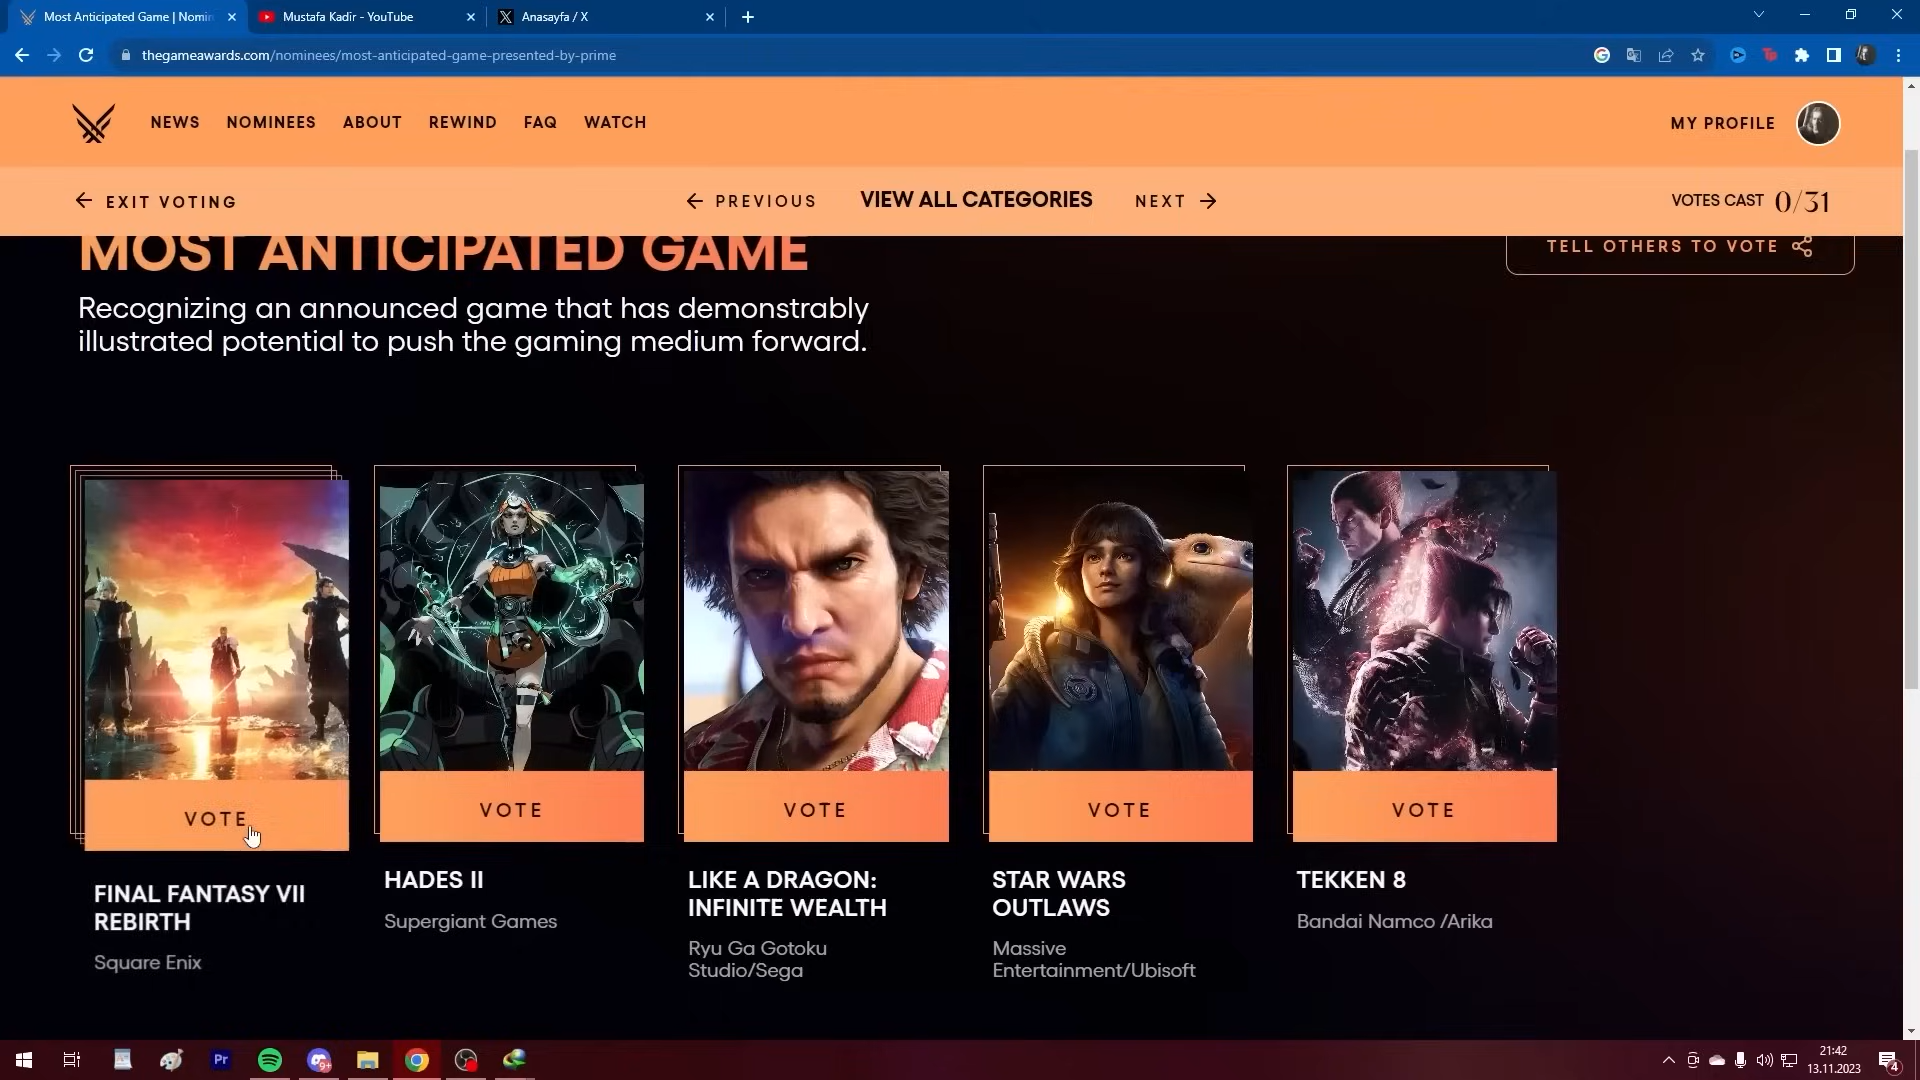 Most Anticipated Game | Nomin
Mustafa Kadir - YouTube
Anasayfa / X
thegameawards.com/nominees/most-anticipated-game-presented-by-prime
NEWS
NOMINEES
ABOUT
REWIND
FAQ
WATCH
MY PROFILE
EXIT VOTING
PREVIOUS
VIEW ALL CATEGORIES
NEXT
VOTES CAST 0/31
MOST ANTICIPATED GAME
TELL OTHERS TO VOTE
Recognizing an announced game that has demonstrably
illustrated potential to push the gaming medium forward.
VOTE
VOTE
VOTE
VOTE
VOTE
FINAL FANTASY VII
REBIRTH
Square Enix
HADES II
Supergiant Games
LIKE A DRAGON:
INFINITE WEALTH
Ryu Ga Gotoku
Studio/Sega
STAR WARS
OUTLAWS
Massive
Entertainment/Ubisoft
TEKKEN 8
Bandai Namco /Arika
Pr
9+
21:42
13.11.2023
4